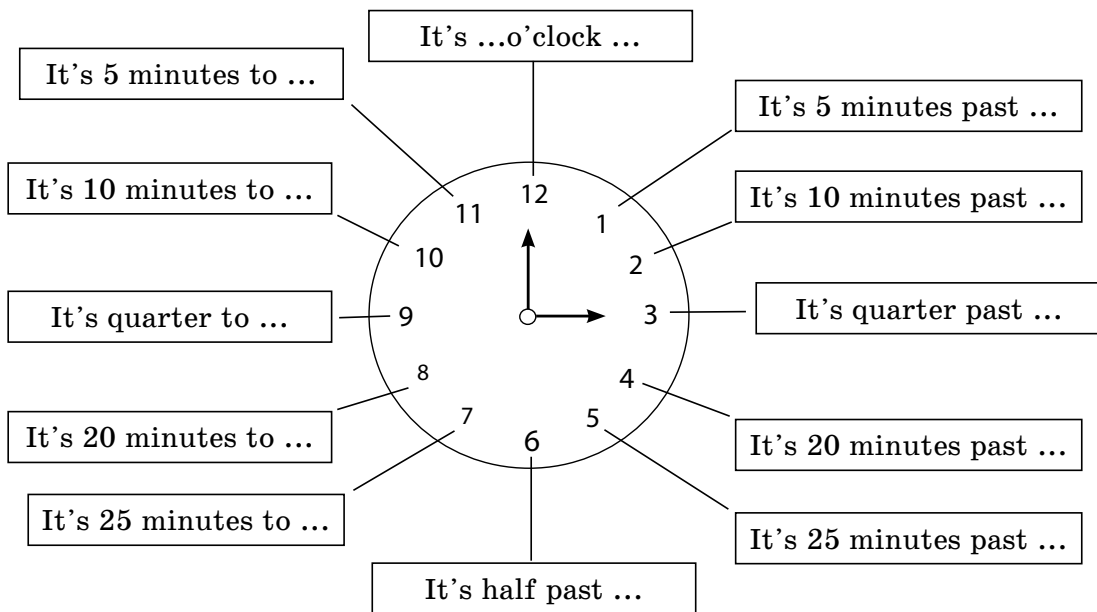 It's ...o'clock ...
It's 5 minutes to ...
It's 5 minutes past ...
It's 10 minutes to ...
It's 10 minutes past ...
It's quarter to ...
It's quarter past ...
It's 20 minutes to ...
It's 20 minutes past ...
It's 25 minutes to ...
It's 25 minutes past ...
It's half past ...
12
1
2
3
4
5
6
7
8
9
10
11